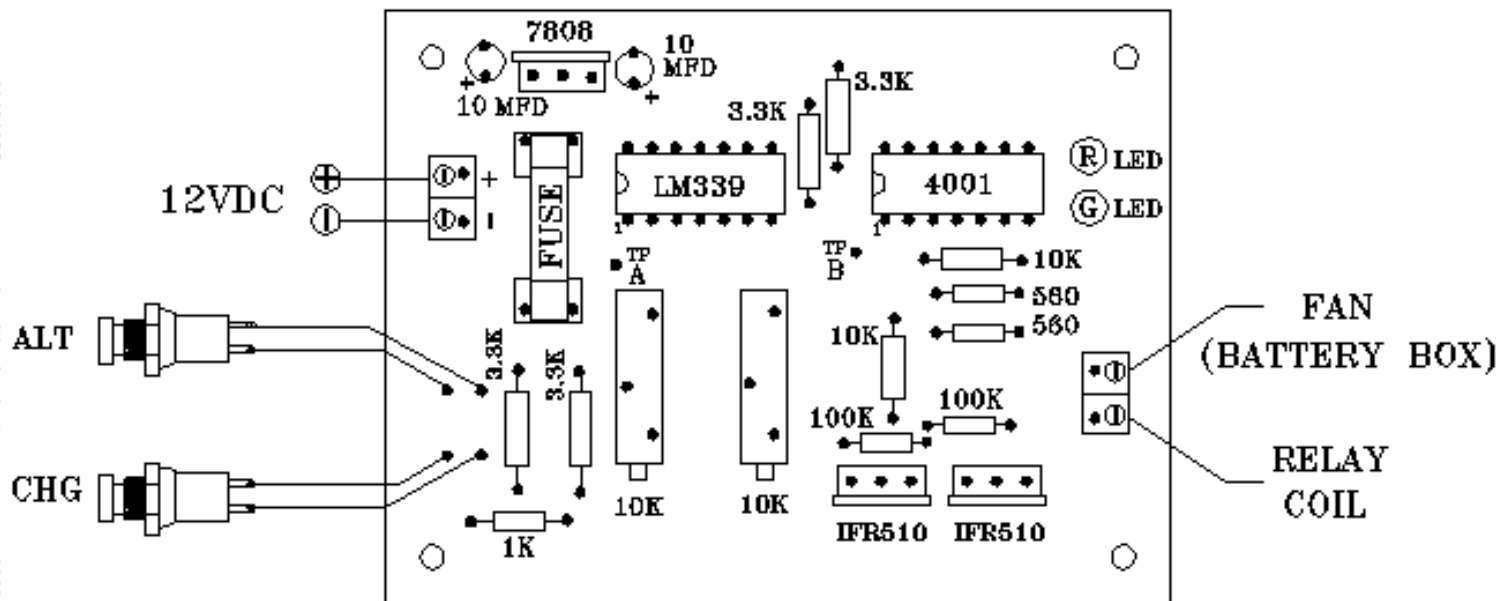 7808
10
MFD
+
10 MFD
+
3.3K
3.3K
R LED
LM339
4001
12VDC
+
-
+
-
FUSE
1
1
G LED
TP
A
TP
B
10K
560
560
ALT
FAN
(BATTERY BOX)
3.3K
3.3K
10K
100K
100K
CHG
RELAY
COIL
10K
10K
IFR510
IFR510
1K